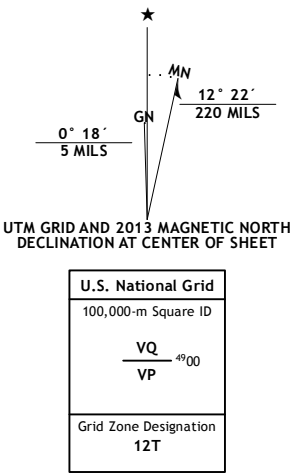 ★
MN
GN
12° 22´
220 MILS
0° 18´
5 MILS
UTM GRID AND 2013 MAGNETIC NORTH
DECLINATION AT CENTER OF SHEET
U.S. National Grid
100,000-m Square ID
VQ
4900
VP
Grid Zone Designation
12T